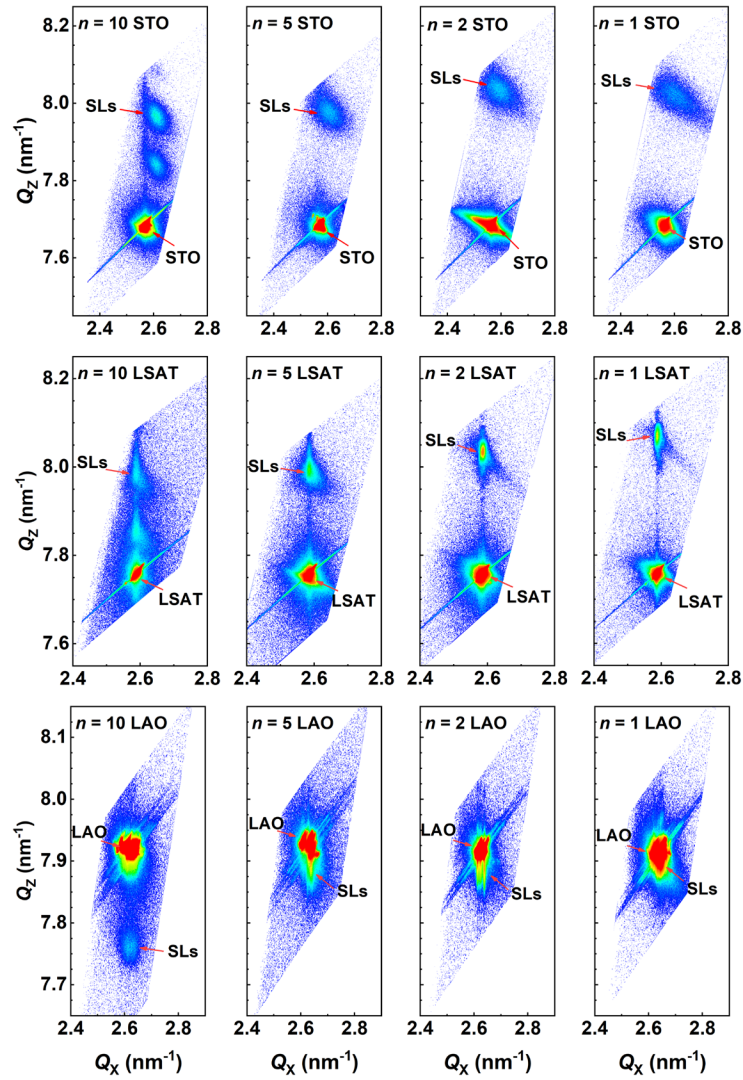 n = 10 STO
n = 5 STO
n = 2 STO
n = 1 STO
8.2
8.0
7.8
7.6
Q_Z (nm⁻¹)
SLs
SLs
SLs
SLs
STO
STO
STO
STO
2.4 2.6 2.8
2.4 2.6 2.8
2.4 2.6 2.8
2.4 2.6 2.8
n = 10 LSAT
n = 5 LSAT
n = 2 LSAT
n = 1 LSAT
8.2
8.0
7.8
7.6
Q_Z (nm⁻¹)
SLs
SLs
SLs
SLs
LSAT
LSAT
LSAT
LSAT
2.4 2.6 2.8
2.4 2.6 2.8
2.4 2.6 2.8
2.4 2.6 2.8
n = 10 LAO
n = 5 LAO
n = 2 LAO
n = 1 LAO
8.1
8.0
7.9
7.8
7.7
Q_Z (nm⁻¹)
LAO
LAO
LAO
LAO
SLs
SLs
SLs
SLs
2.4 2.6 2.8
2.4 2.6 2.8
2.4 2.6 2.8
2.4 2.6 2.8
Q_X (nm⁻¹)
Q_X (nm⁻¹)
Q_X (nm⁻¹)
Q_X (nm⁻¹)